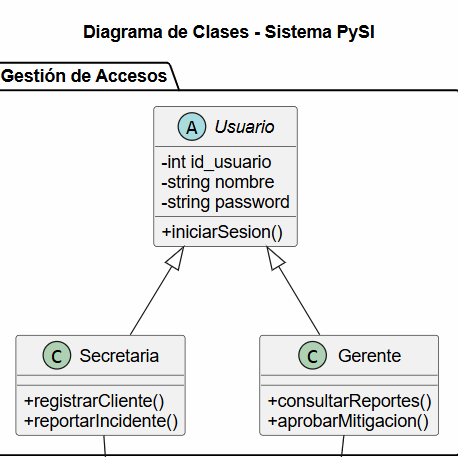 Diagrama de Clases - Sistema PySI
Gestión de Accesos
A Usuario
-int id_usuario
-string nombre
-string password
+iniciarSesion()
C Secretaria
+registrarCliente()
+reportarIncidente()
C Gerente
+consultarReportes()
+aprobarMitigacion()